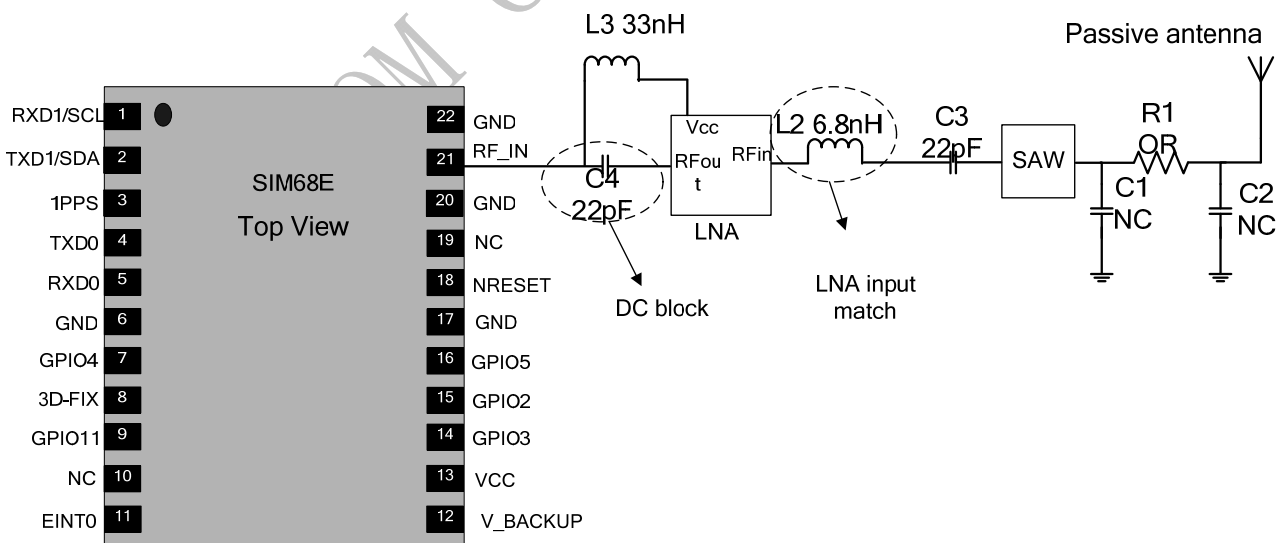 L3 33nH
Passive antenna
RXD1/SCL 1
22 GND
Vcc
L2 6.8nH
C3
22pF
R1
OR
TXD1/SDA 2
21 RF_IN
RFou
t
RFin
SAW
SIM68E
Top View
C4
22pF
C1
NC
C2
NC
1PPS 3
20 GND
LNA
TXD0 4
19 NC
RXD0 5
18 NRESET
DC block
LNA input
match
GND 6
17 GND
GPIO4 7
16 GPIO5
3D-FIX 8
15 GPIO2
GPIO11 9
14 GPIO3
NC 10
13 VCC
EINT0 11
12 V_BACKUP